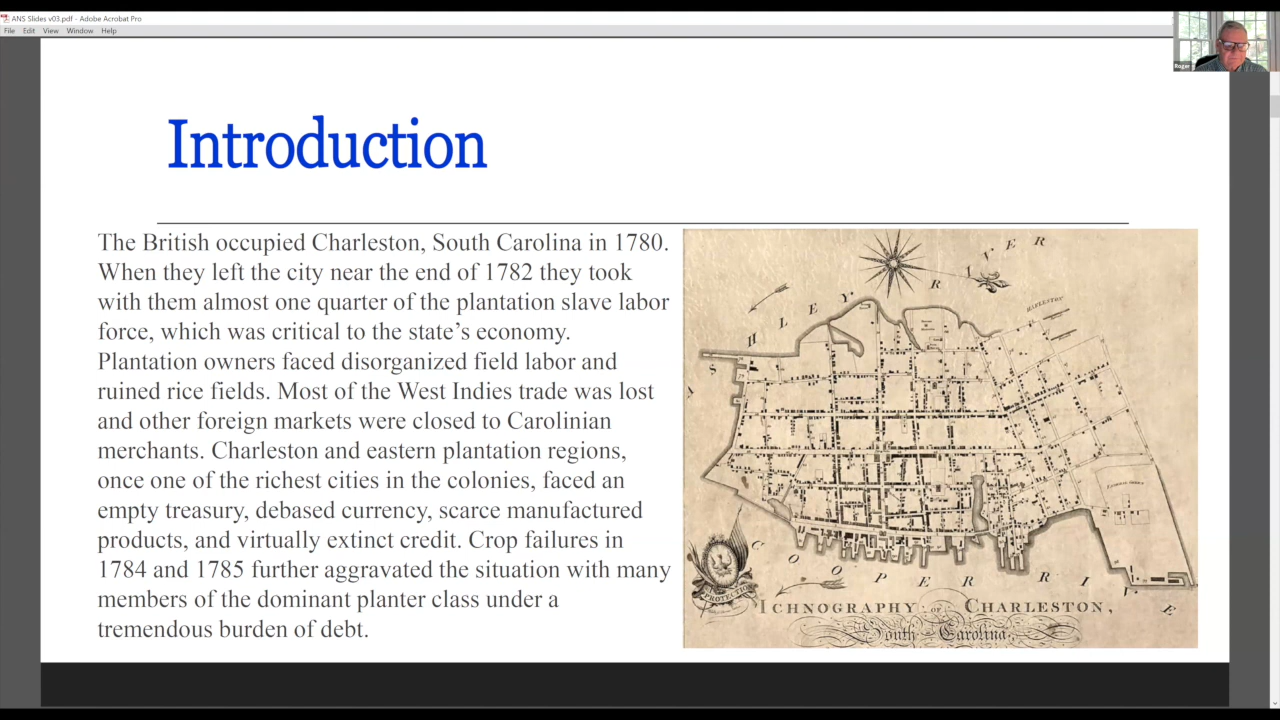 ANS Slides v03.pdf - Adobe Acrobat Pro
File Edit View Window Help
Roger
Introduction
The British occupied Charleston, South Carolina in 1780.
When they left the city near the end of 1782 they took
with them almost one quarter of the plantation slave labor
force, which was critical to the state’s economy.
Plantation owners faced disorganized field labor and
ruined rice fields. Most of the West Indies trade was lost
and other foreign markets were closed to Carolinian
merchants. Charleston and eastern plantation regions,
once one of the richest cities in the colonies, faced an
empty treasury, debased currency, scarce manufactured
products, and virtually extinct credit. Crop failures in
1784 and 1785 further aggravated the situation with many
members of the dominant planter class under a
tremendous burden of debt.
ASHLEY RIVER
COOPER RIVE
PROTECTION
ICHNOGRAPHY OF CHARLESTON,
South Carolina.